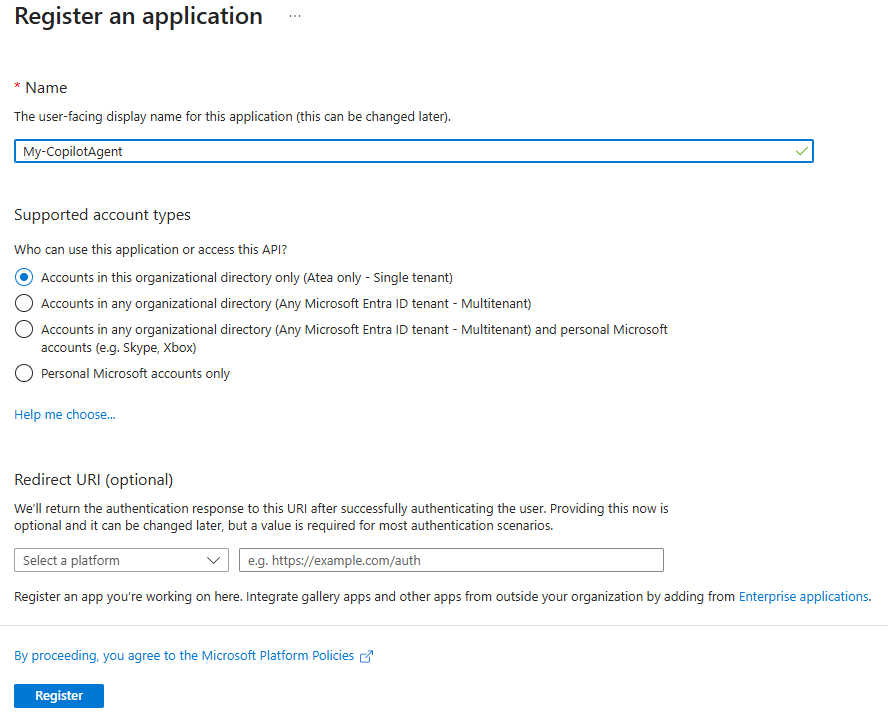 Register an application ...
* Name
The user-facing display name for this application (this can be changed later).
My-CopilotAgent
Supported account types
Who can use this application or access this API?
Accounts in this organizational directory only (Atea only - Single tenant)
Accounts in any organizational directory (Any Microsoft Entra ID tenant - Multitenant)
Accounts in any organizational directory (Any Microsoft Entra ID tenant - Multitenant) and personal Microsoft
accounts (e.g. Skype, Xbox)
Personal Microsoft accounts only
Help me choose...
Redirect URI (optional)
We'll return the authentication response to this URI after successfully authenticating the user. Providing this now is
optional and it can be changed later, but a value is required for most authentication scenarios.
Select a platform
e.g. https://example.com/auth
Register an app you're working on here. Integrate gallery apps and other apps from outside your organization by adding from Enterprise applications.
By proceeding, you agree to the Microsoft Platform Policies
Register